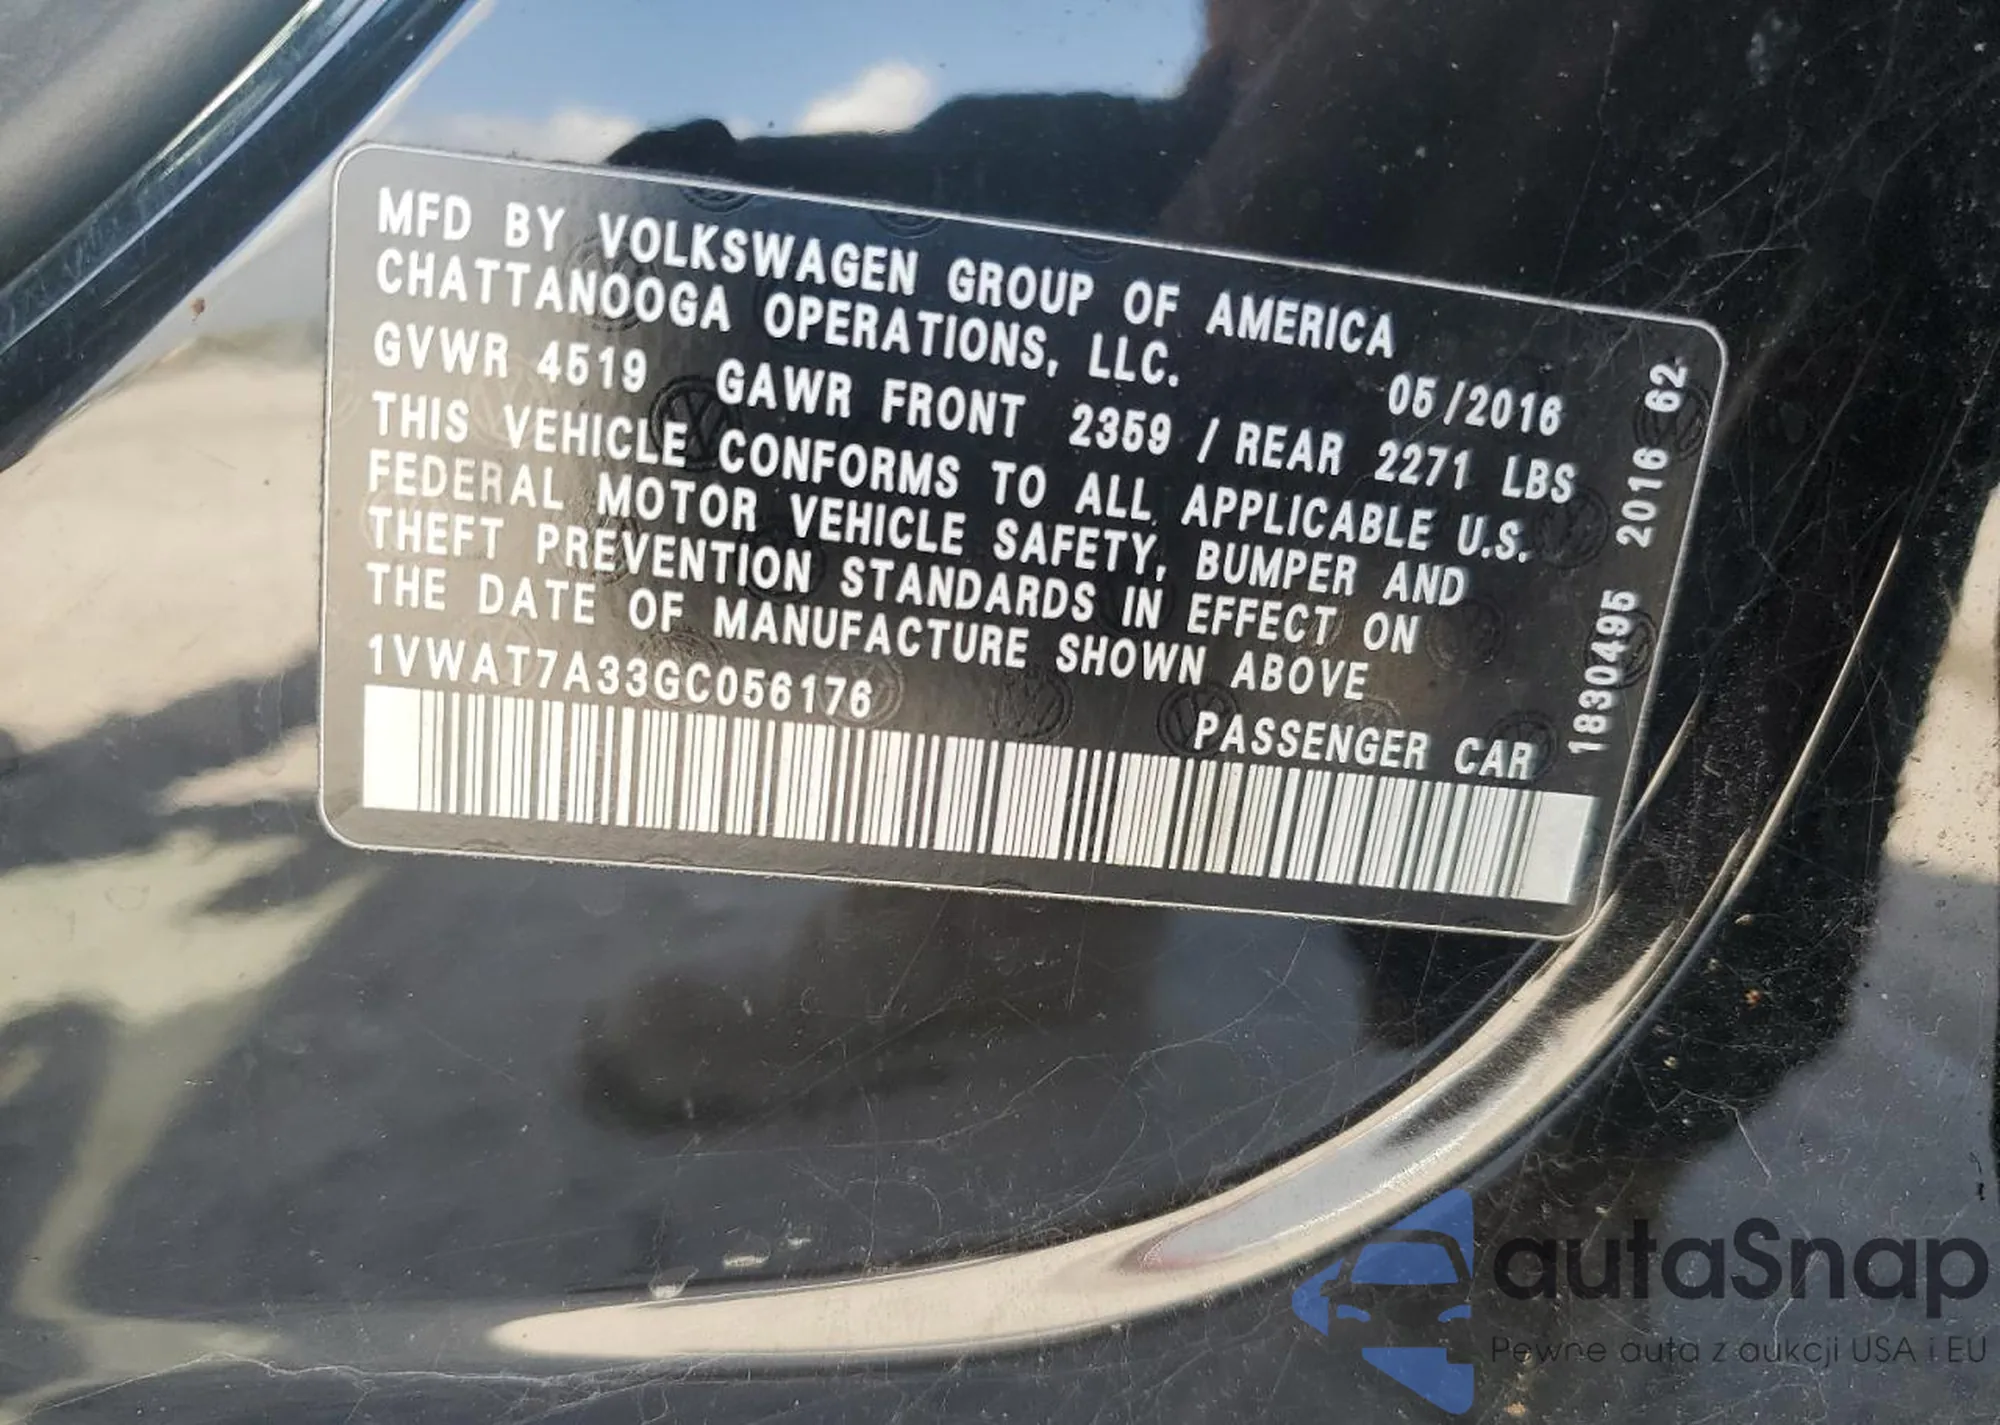 MFD BY VOLKSWAGEN GROUP OF AMERICA
CHATTANOOGA OPERATIONS, LLC.
05/2016
GVWR 4519 GAWR FRONT 2359 / REAR 2271 LBS
THIS VEHICLE CONFORMS TO ALL APPLICABLE U.S.
FEDERAL MOTOR VEHICLE SAFETY, BUMPER AND
THEFT PREVENTION STANDARDS IN EFFECT ON
THE DATE OF MANUFACTURE SHOWN ABOVE
1VWAT7A33GC056176
PASSENGER CAR
1830495 2016 62
autaSnap
Pewne auta z aukcji USA i EU